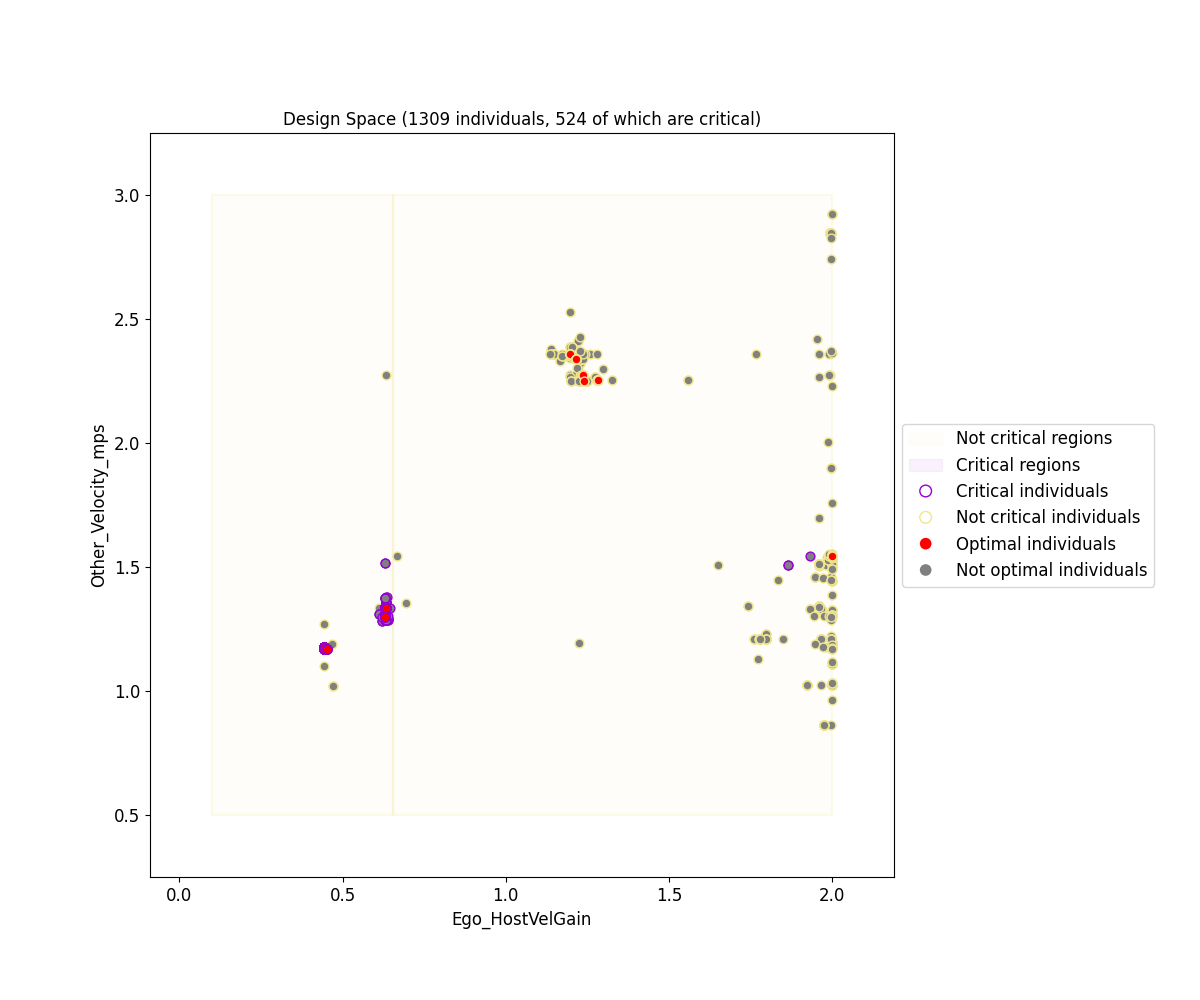 Design Space (1309 individuals, 524 of which are critical)
3.0
2.5
2.0
1.5
1.0
0.5
Other_Velocity_mps
0.0 0.5 1.0 1.5 2.0
Ego_HostVelGain
Not critical regions
Critical regions
Critical individuals
Not critical individuals
Optimal individuals
Not optimal individuals